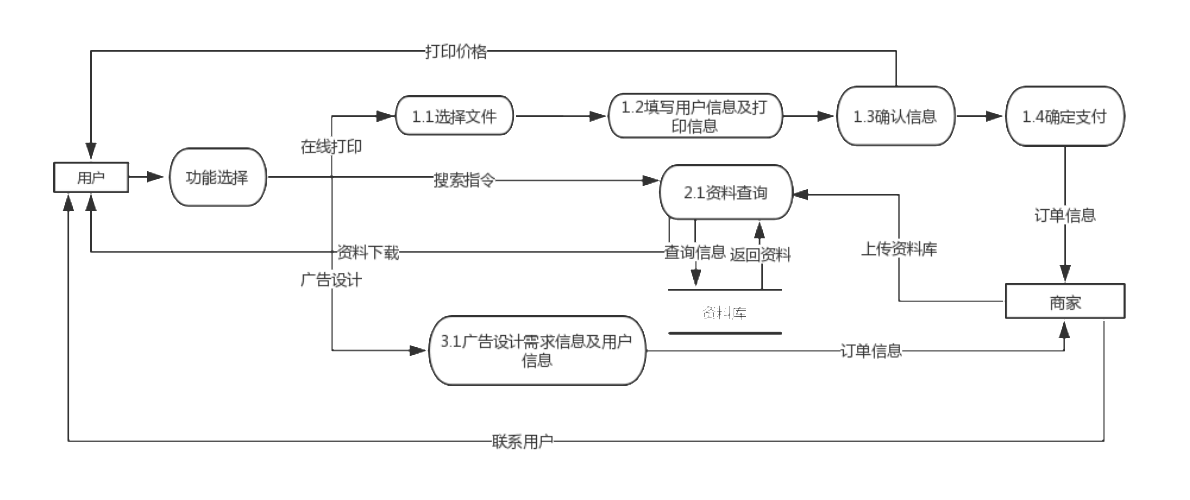 打印价格
1.1选择文件
1.2填写用户信息及打
印信息
1.3确认信息
1.4确定支付
在线打印
用户
功能选择
搜索指令
2.1资料查询
订单信息
资料下载
查询信息
返回资料
上传资料库
广告设计
资料库
商家
3.1广告设计需求信息及用户
信息
订单信息
联系用户